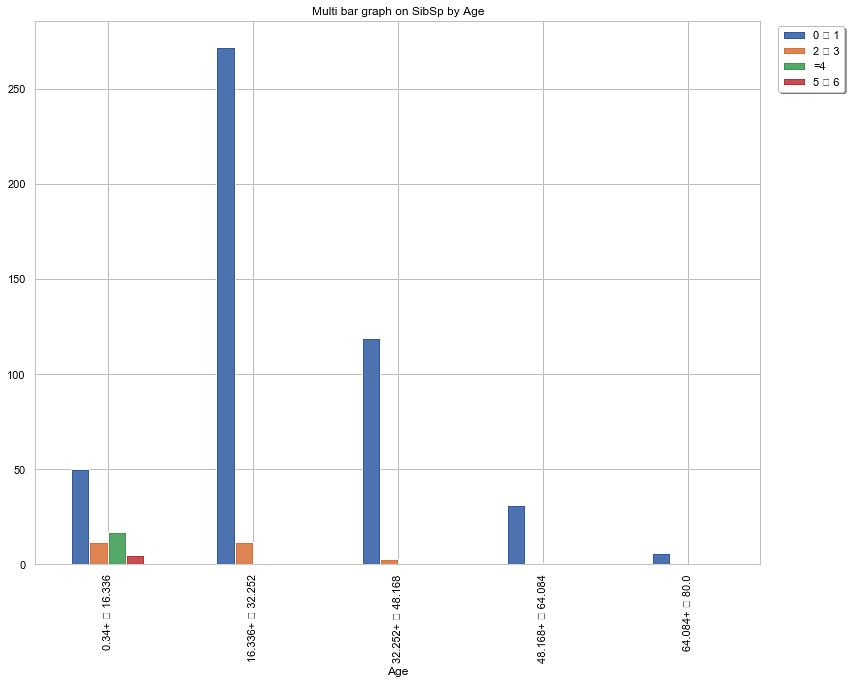 Multi bar graph on SibSp by Age
0 □ 1
2 □ 3
=4
5 □ 6
250
200
150
100
50
0
0.34+ □ 16.336
16.336+ □ 32.252
32.252+ □ 48.168
48.168+ □ 64.084
64.084+ □ 80.0
Age